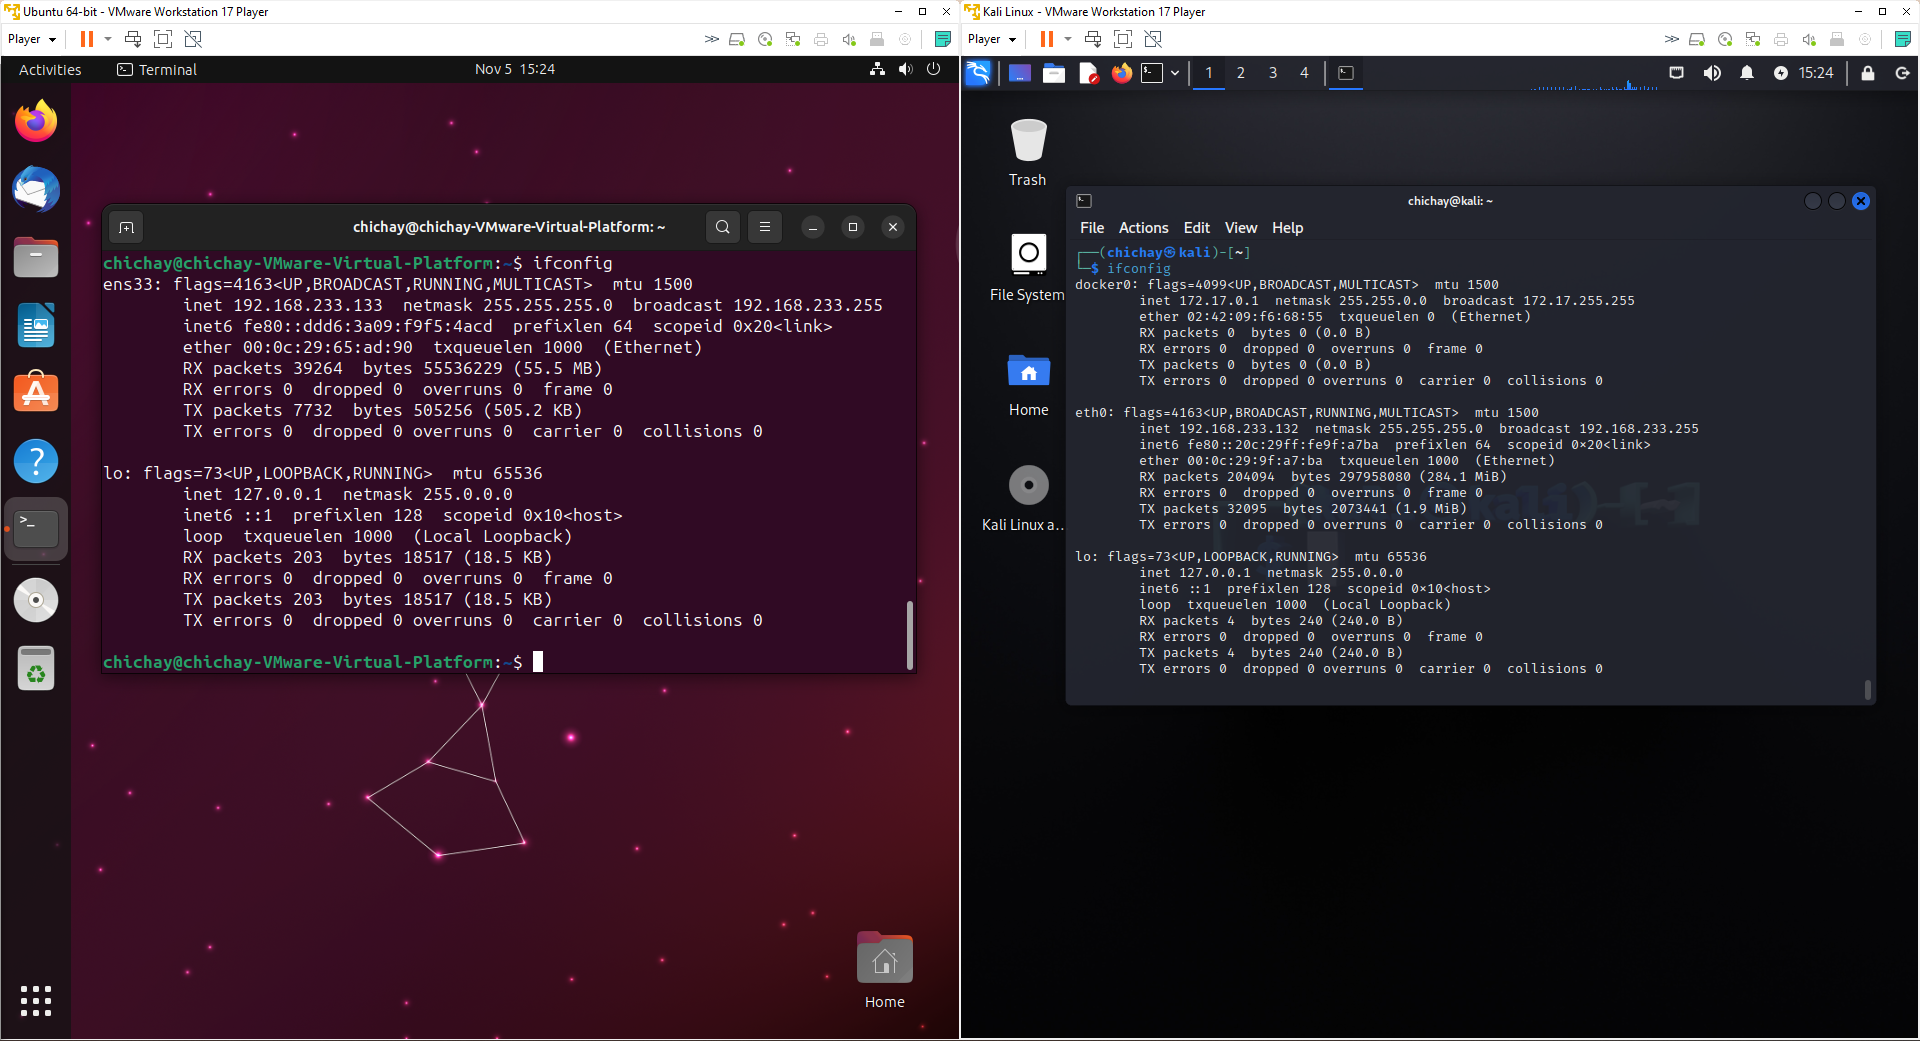 Ubuntu 64-bit - VMware Workstation 17 Player
Player
Activities
Terminal
Nov 5  15:24
chichay@chichay-VMware-Virtual-Platform: ~
chichay@chichay-VMware-Virtual-Platform:~$ ifconfig
ens33: flags=4163<UP,BROADCAST,RUNNING,MULTICAST>  mtu 1500
inet 192.168.233.133  netmask 255.255.255.0  broadcast 192.168.233.255
inet6 fe80::ddd6:3a09:f9f5:4acd  prefixlen 64  scopeid 0x20<link>
ether 00:0c:29:65:ad:90  txqueuelen 1000  (Ethernet)
RX packets 39264  bytes 55536229 (55.5 MB)
RX errors 0  dropped 0  overruns 0  frame 0
TX packets 7732  bytes 505256 (505.2 KB)
TX errors 0  dropped 0 overruns 0  carrier 0  collisions 0
lo: flags=73<UP,LOOPBACK,RUNNING>  mtu 65536
inet 127.0.0.1  netmask 255.0.0.0
inet6 ::1  prefixlen 128  scopeid 0x10<host>
loop  txqueuelen 1000  (Local Loopback)
RX packets 203  bytes 18517 (18.5 KB)
RX errors 0  dropped 0  overruns 0  frame 0
TX packets 203  bytes 18517 (18.5 KB)
TX errors 0  dropped 0 overruns 0  carrier 0  collisions 0
chichay@chichay-VMware-Virtual-Platform:~$
Home
Kali Linux - VMware Workstation 17 Player
Player
1 2 3 4
15:24
Trash
File System
Home
Kali Linux a...
chichay@kali: ~
File Actions Edit View Help
┌──(chichay㉿kali)-[~]
└─$ ifconfig
docker0: flags=4099<UP,BROADCAST,MULTICAST>  mtu 1500
inet 172.17.0.1  netmask 255.255.0.0  broadcast 172.17.255.255
ether 02:42:09:f6:68:55  txqueuelen 0  (Ethernet)
RX packets 0  bytes 0 (0.0 B)
RX errors 0  dropped 0  overruns 0  frame 0
TX packets 0  bytes 0 (0.0 B)
TX errors 0  dropped 0 overruns 0  carrier 0  collisions 0
eth0: flags=4163<UP,BROADCAST,RUNNING,MULTICAST>  mtu 1500
inet 192.168.233.132  netmask 255.255.255.0  broadcast 192.168.233.255
inet6 fe80::20c:29ff:fe9f:a7ba  prefixlen 64  scopeid 0×20<link>
ether 00:0c:29:9f:a7:ba  txqueuelen 1000  (Ethernet)
RX packets 204094  bytes 297958080 (284.1 MiB)
RX errors 0  dropped 0  overruns 0  frame 0
TX packets 32095  bytes 2073441 (1.9 MiB)
TX errors 0  dropped 0 overruns 0  carrier 0  collisions 0
lo: flags=73<UP,LOOPBACK,RUNNING>  mtu 65536
inet 127.0.0.1  netmask 255.0.0.0
inet6 ::1  prefixlen 128  scopeid 0×10<host>
loop  txqueuelen 1000  (Local Loopback)
RX packets 4  bytes 240 (240.0 B)
RX errors 0  dropped 0  overruns 0  frame 0
TX packets 4  bytes 240 (240.0 B)
TX errors 0  dropped 0 overruns 0  carrier 0  collisions 0